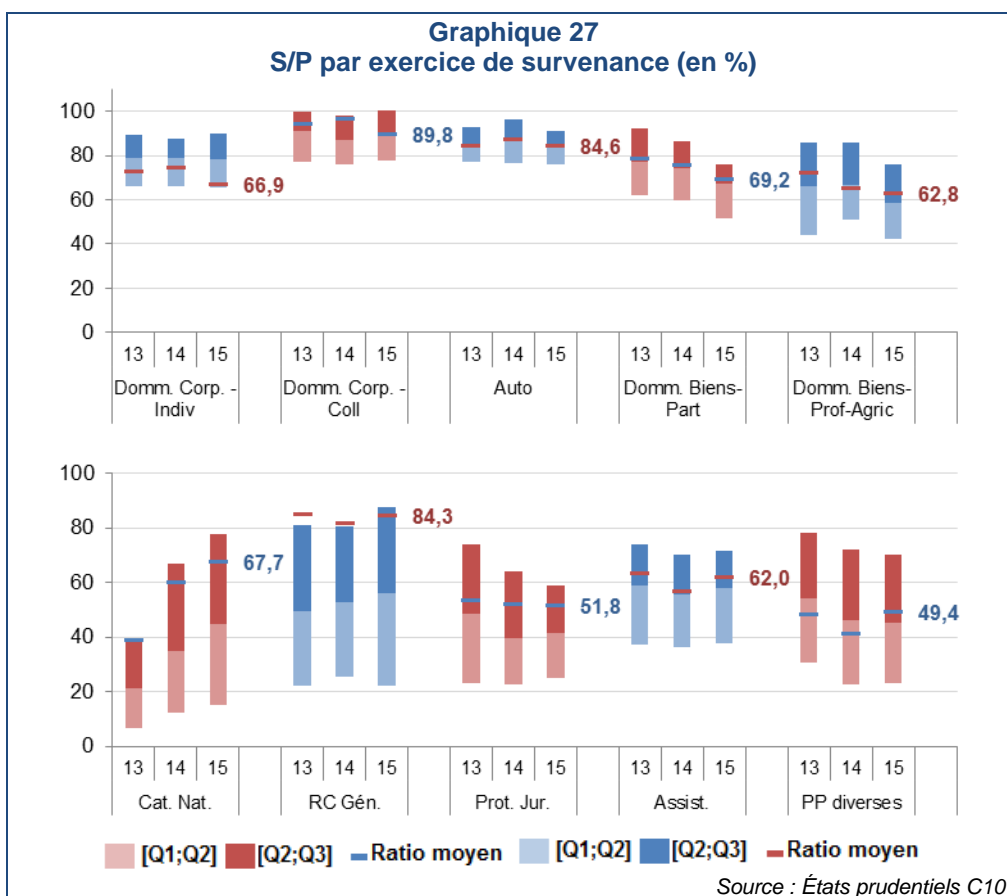 Graphique 27
S/P par exercice de survenance (en %)
100
80
60
40
20
0
66,9
89,8
84,6
69,2
62,8
13 14 15 13 14 15 13 14 15 13 14 15 13 14 15
Domm. Corp. - Indiv
Domm. Corp. - Coll
Auto
Domm. Biens- Part
Domm. Biens- Prof-Agric
100
80
60
40
20
0
67,7
84,3
51,8
62,0
49,4
13 14 15 13 14 15 13 14 15 13 14 15 13 14 15
Cat. Nat. RC Gén. Prot. Jur. Assist. PP diverses
[Q1;Q2] [Q2;Q3] Ratio moyen [Q1;Q2] [Q2;Q3] Ratio moyen
Source : États prudentiels C10